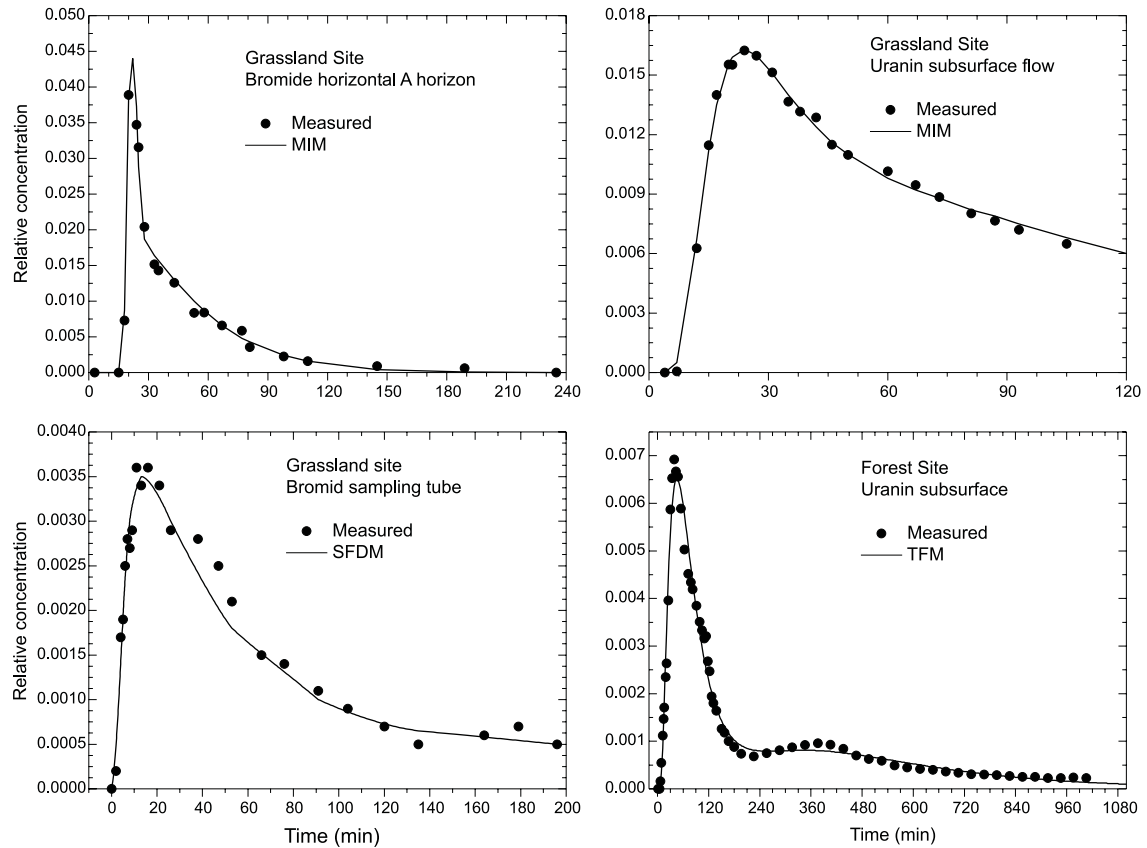 0.050
0.045
0.040
0.035
0.030
0.025
0.020
0.015
0.010
0.005
0.000
Relative concentration
Grassland Site
Bromide horizontal A horizon
Measured
MIM
0 30 60 90 120 150 180 210 240
0.018
0.015
0.012
0.009
0.006
0.003
0.000
Grassland Site
Uranin subsurface flow
Measured
MIM
0 30 60 90 120
0.0040
0.0035
0.0030
0.0025
0.0020
0.0015
0.0010
0.0005
0.0000
Relative concentration
Grassland site
Bromid sampling tube
Measured
SFDM
0 20 40 60 80 100 120 140 160 180 200
Time (min)
0.007
0.006
0.005
0.004
0.003
0.002
0.001
0.000
Forest Site
Uranin subsurface
Measured
TFM
0 120 240 360 480 600 720 840 960 1080
Time (min)